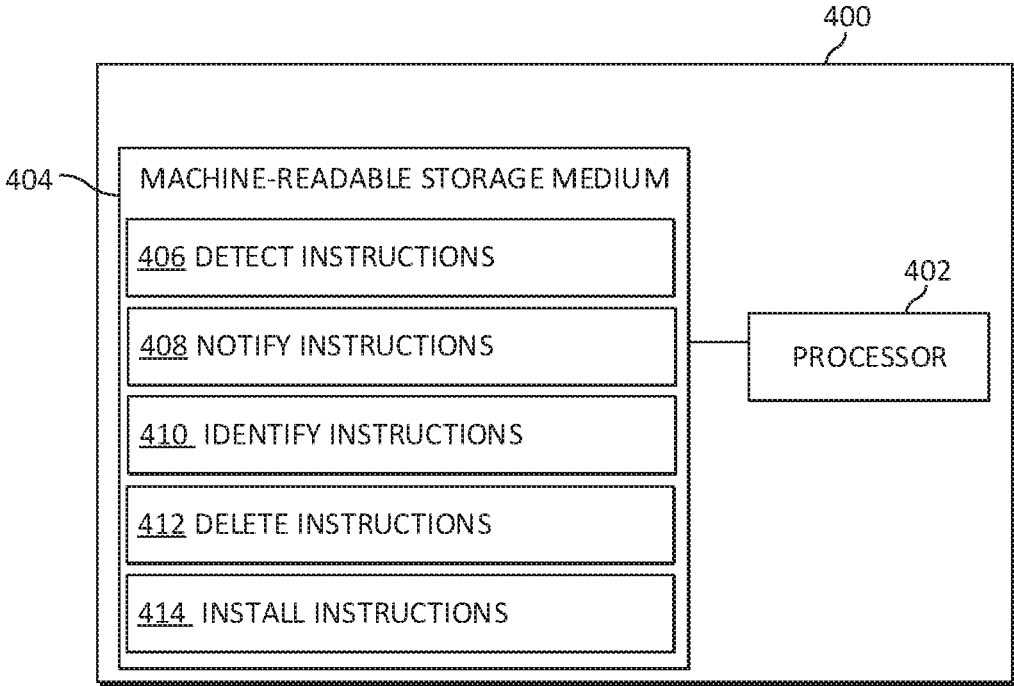 400
404
MACHINE-READABLE STORAGE MEDIUM
406 DETECT INSTRUCTIONS
402
408 NOTIFY INSTRUCTIONS
PROCESSOR
410 IDENTIFY INSTRUCTIONS
412 DELETE INSTRUCTIONS
414 INSTALL INSTRUCTIONS